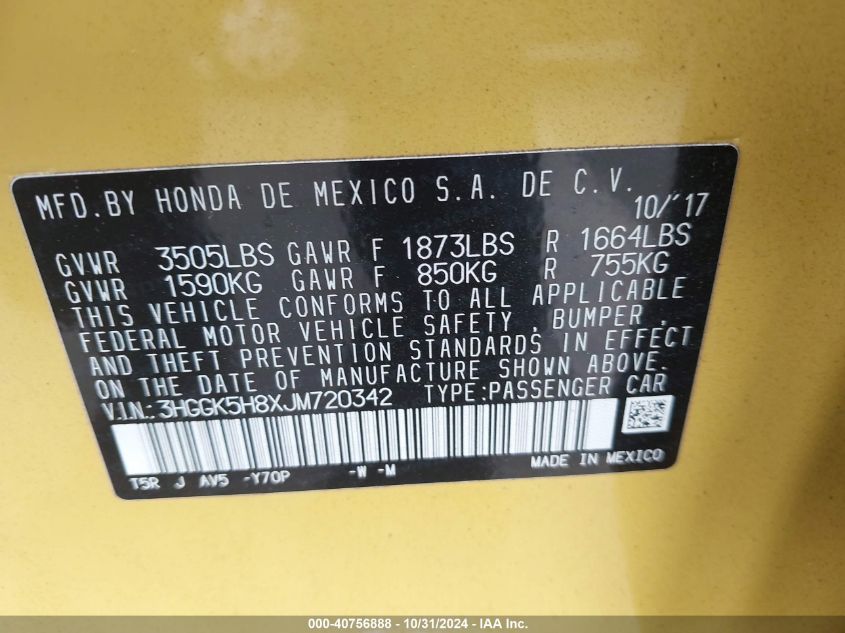 MFD.BY HONDA DE MEXICO S.A. DE C.V.
10/'17
GVWR 3505LBS GAWR F 1873LBS R 1664LBS
GVWR 1590KG GAWR F 850KG R 755KG
THIS VEHICLE CONFORMS TO ALL APPLICABLE
FEDERAL MOTOR VEHICLE SAFETY , BUMPER ,
AND THEFT PREVENTION STANDARDS IN EFFECT
ON THE DATE OF MANUFACTURE SHOWN ABOVE.
V.I.N.:3HGGK5H8XJM720342 TYPE:PASSENGER CAR
T5R J AV5 -Y70P -W -M MADE IN MEXICO
000-40756888 - 10/31/2024 - IAA Inc.